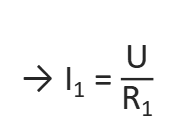 → I₁ = U/R₁